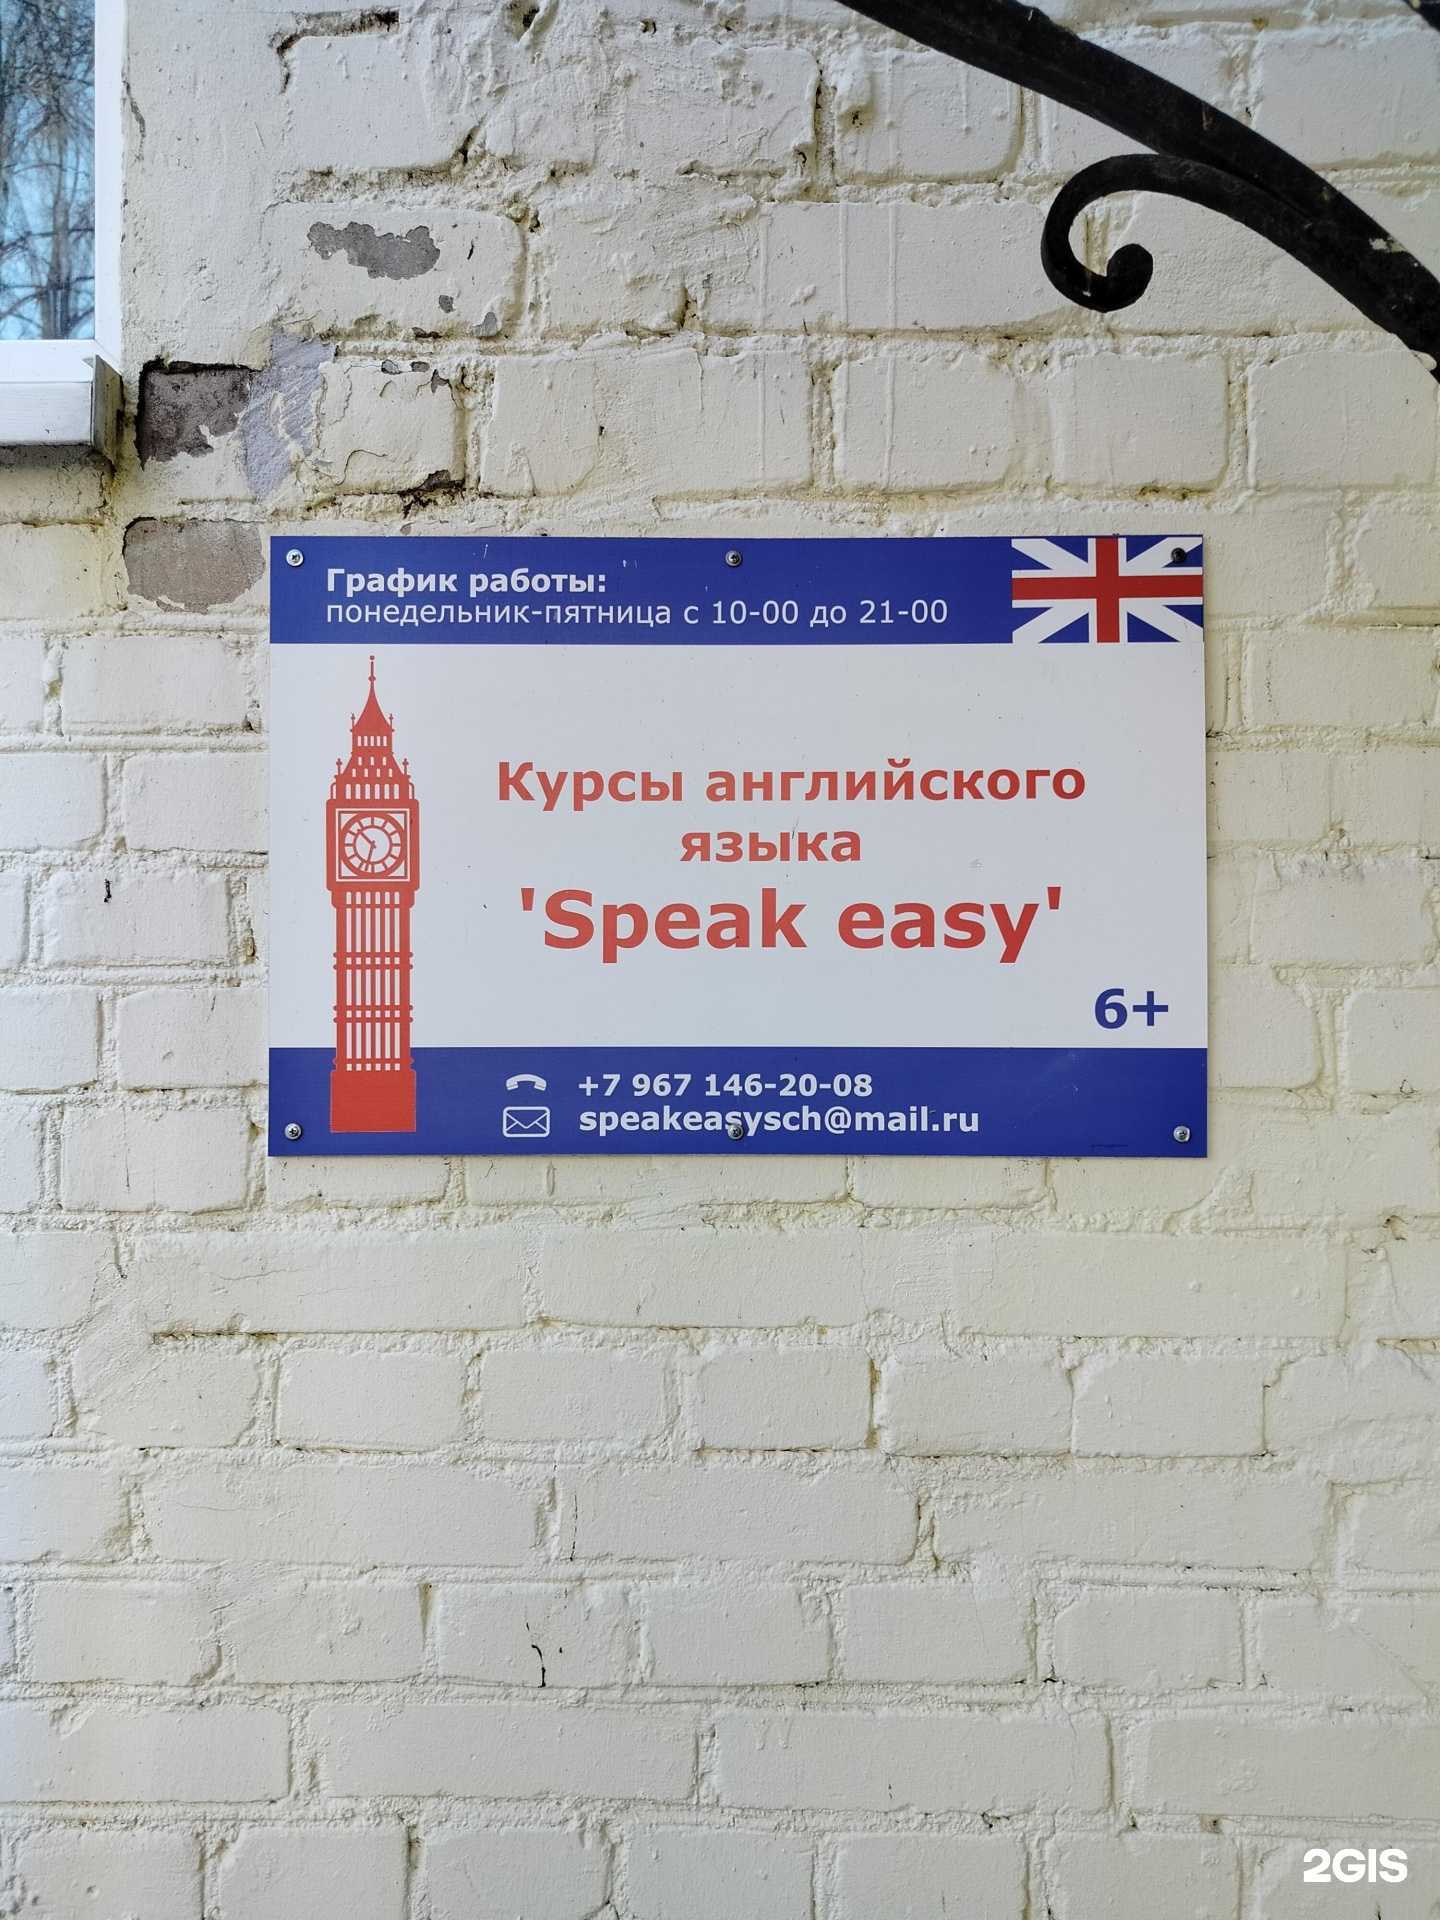 График работы:
понедельник-пятница с 10-00 до 21-00
Курсы английского
языка
'Speak easy'
6+
+7 967 146-20-08
speakeasysch@mail.ru
2GIS